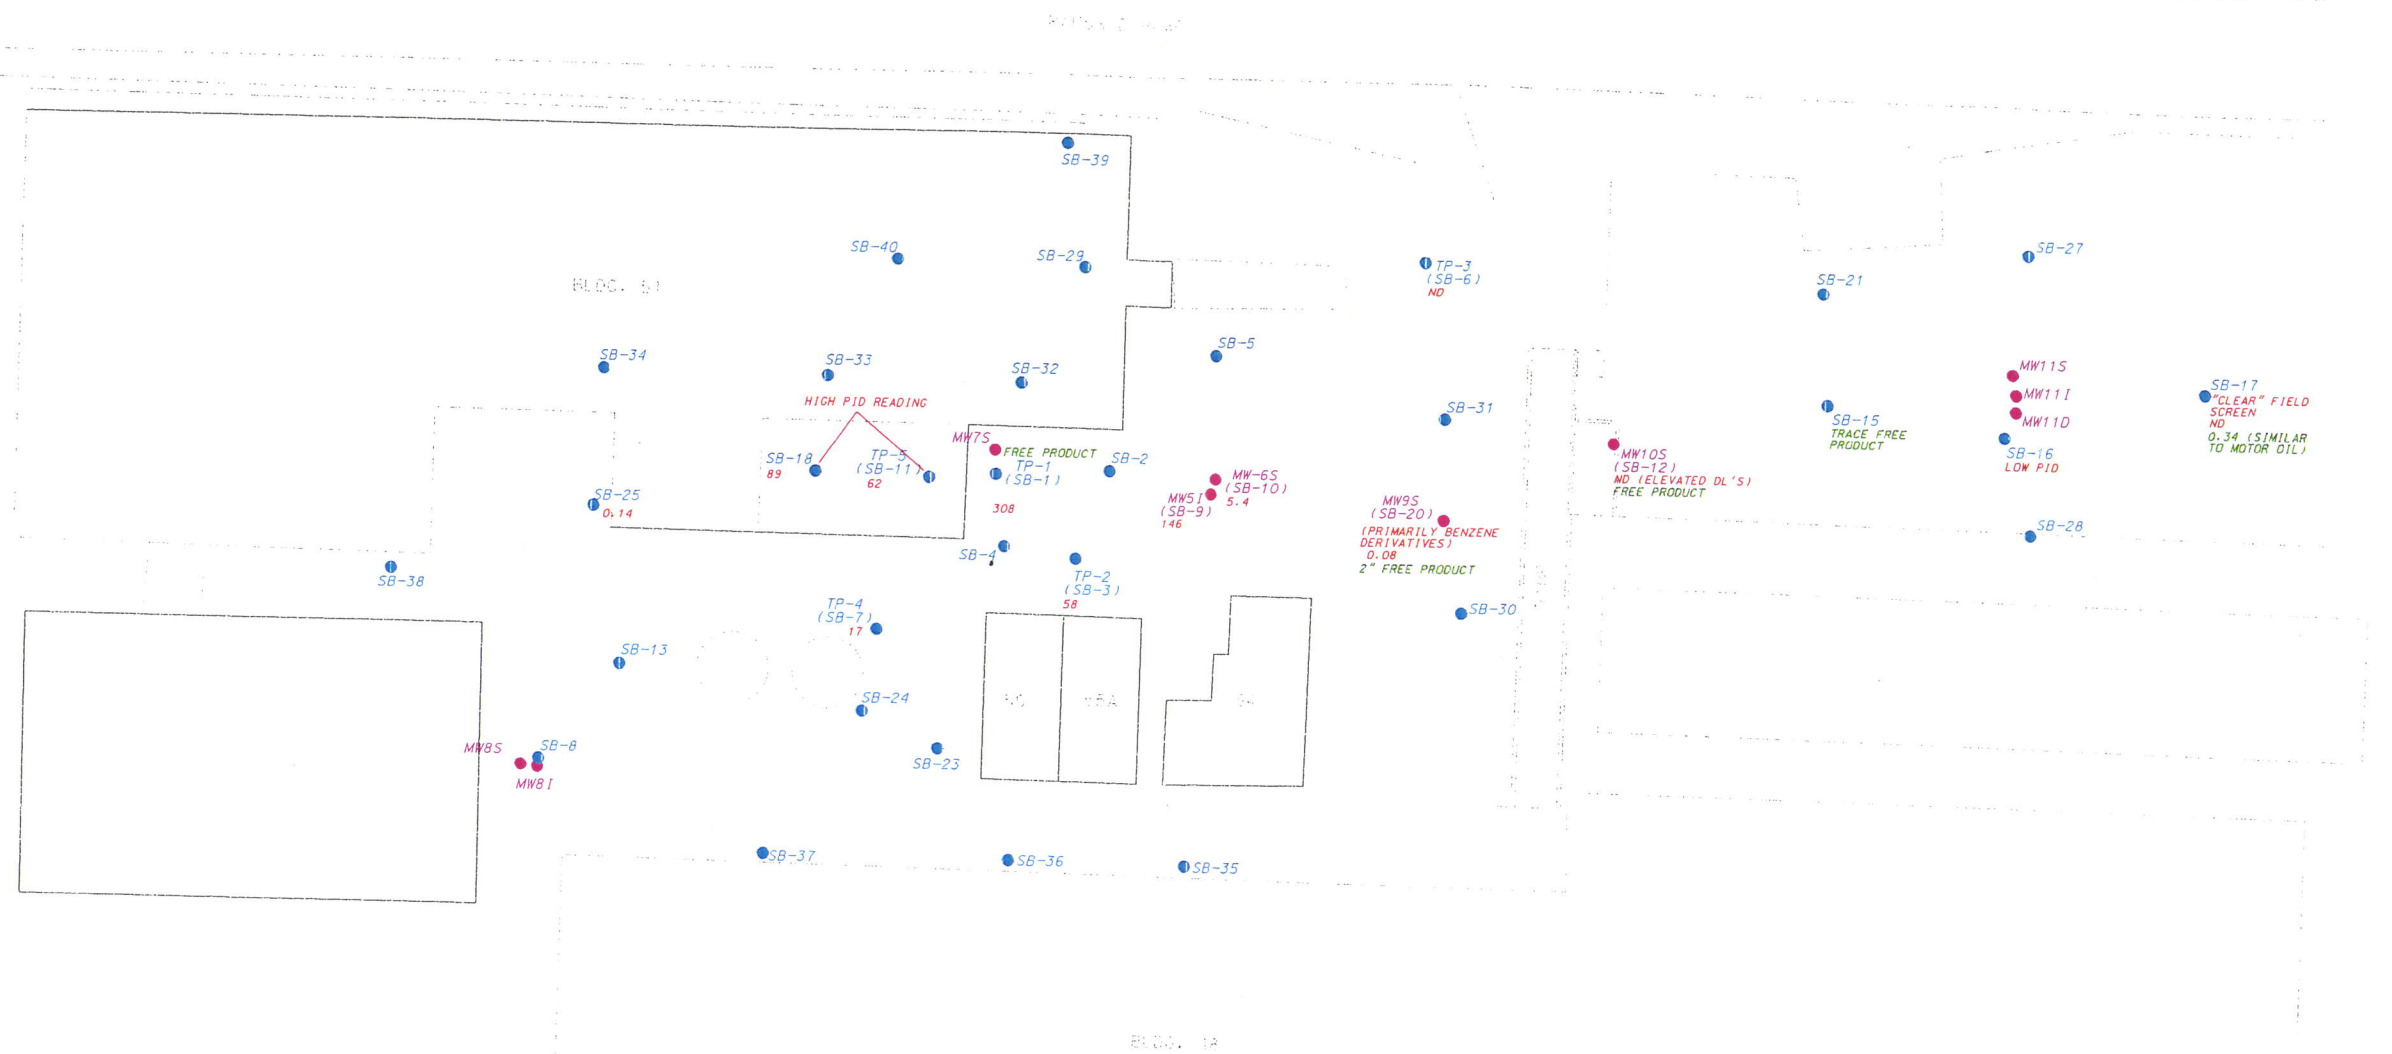 SB-39
SB-40
SB-29
TP-3
(SB-6)
ND
SB-27
SB-21
BLDG. 61
SB-34
SB-33
SB-32
SB-5
HIGH PID READING
SB-31
MW11S
MW11I
MW11D
SB-17
"CLEAR" FIELD
SCREEN
ND
0.34 (SIMILAR
TO MOTOR OIL)
SB-15
TRACE FREE
PRODUCT
SB-16
LOW PID
MW7S
FREE PRODUCT
SB-18
89
TP-5
(SB-11)
62
TP-1
(SB-1)
308
SB-2
MW-6S
(SB-10)
5.4
MW5I
(SB-9)
146
MW10S
(SB-12)
ND (ELEVATED DL'S)
FREE PRODUCT
MW9S
(SB-20)
(PRIMARILY BENZENE
DERIVATIVES)
0.08
2" FREE PRODUCT
SB-25
0.14
SB-28
SB-4
SB-38
TP-2
(SB-3)
58
TP-4
(SB-7)
17
SB-30
SB-13
SB-24
SB-8
MW8S
MW8I
SB-23
SB-37
SB-36
SB-35
BLDG. 18